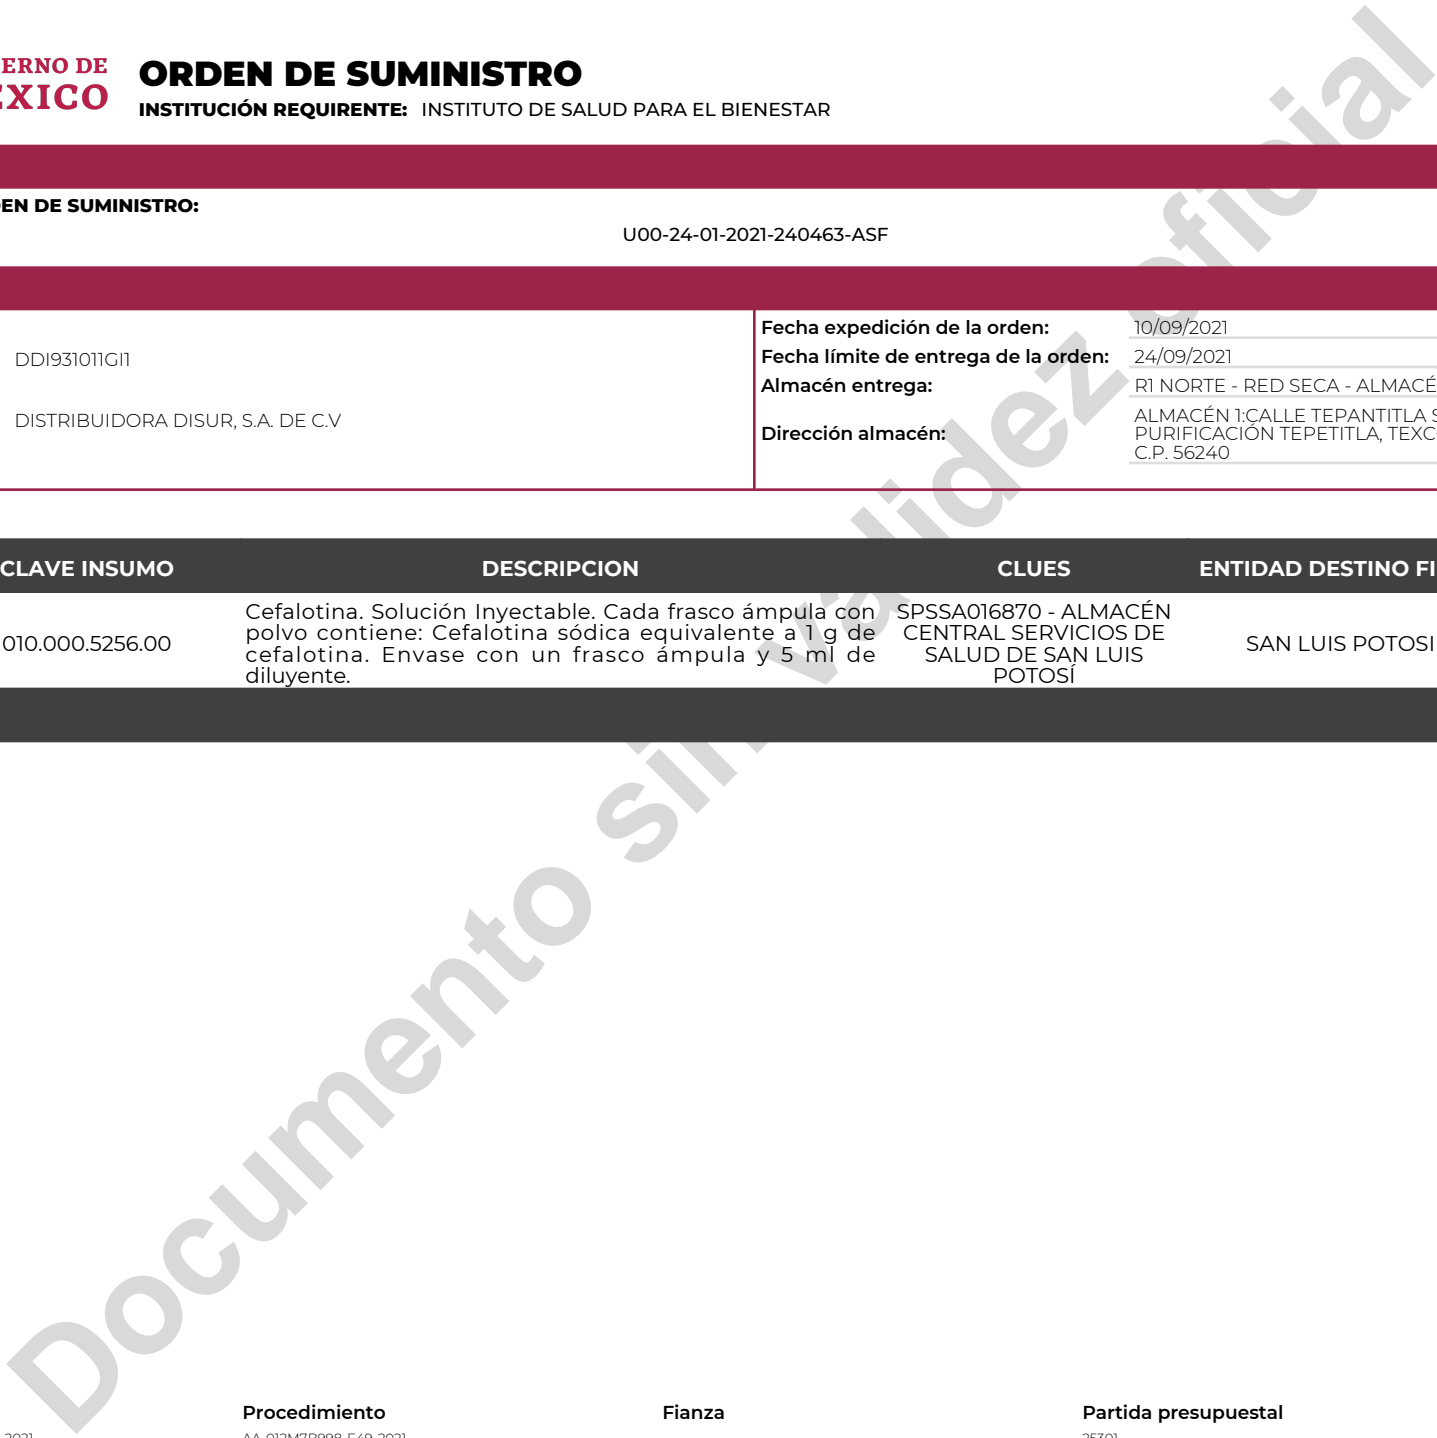 ERNO DE
ÉXICO
ORDEN DE SUMINISTRO
INSTITUCIÓN REQUIRENTE: INSTITUTO DE SALUD PARA EL BIENESTAR
EN DE SUMINISTRO:
U00-24-01-2021-240463-ASF
DDI931011GI1
DISTRIBUIDORA DISUR, S.A. DE C.V
Fecha expedición de la orden: 10/09/2021
Fecha límite de entrega de la orden: 24/09/2021
Almacén entrega: R1 NORTE - RED SECA - ALMACÉ
Dirección almacén:
ALMACÉN 1:CALLE TEPANTITLA S
PURIFICACIÓN TEPETITLA, TEXC
C.P. 56240
CLAVE INSUMO DESCRIPCION CLUES ENTIDAD DESTINO FI
010.000.5256.00
Cefalotina. Solución Inyectable. Cada frasco ámpula con
polvo contiene: Cefalotina sódica equivalente a 1 g de
cefalotina. Envase con un frasco ámpula y 5 ml de
diluyente.
SPSSA016870 - ALMACÉN
CENTRAL SERVICIOS DE
SALUD DE SAN LUIS
POTOSÍ
SAN LUIS POTOSI
Documento sin validez oficial
Procedimiento Fianza Partida presupuestal